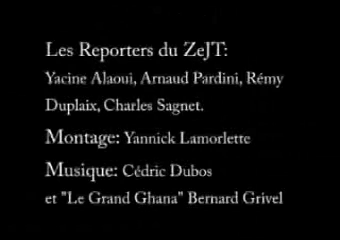 Les Reporters du ZeJT:
Yacine Alaoui, Arnaud Pardini, Rémy
Duplaix, Charles Sagnet.
Montage: Yannick Lamorlette
Musique: Cédric Dubos
et "Le Grand Ghana" Bernard Grivel